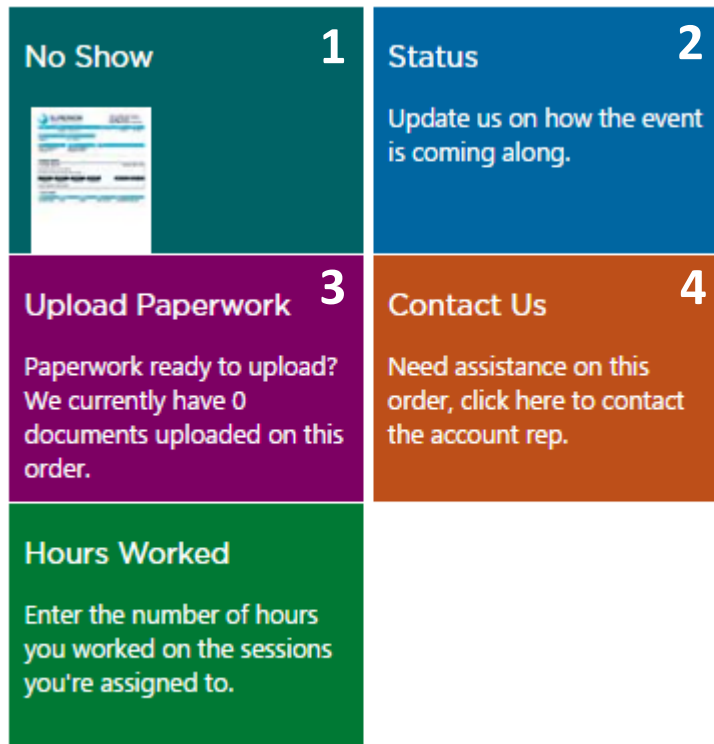 No Show 1
Status 2
Update us on how the event
is coming along.
Upload Paperwork 3
Paperwork ready to upload?
We currently have 0
documents uploaded on this
order.
Contact Us 4
Need assistance on this
order, click here to contact
the account rep.
Hours Worked
Enter the number of hours
you worked on the sessions
you're assigned to.